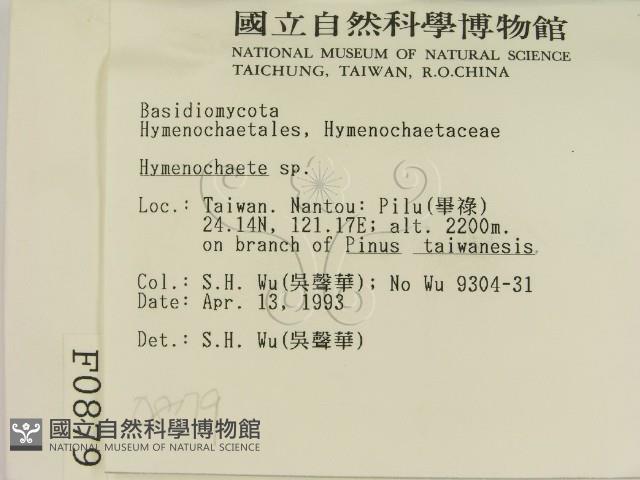 國立自然科學博物館
NATIONAL MUSEUM OF NATURAL SCIENCE
TAICHUNG, TAIWAN, R.O.CHINA
Basidiomycota
Hymenochaetales, Hymenochaetaceae
Hymenochaete sp.
Loc.: Taiwan. Nantou: Pilu(畢祿)
24.14N, 121.17E; alt. 2200m.
on branch of Pinus taiwanesis.
Col.: S.H. Wu(吳聲華); No Wu 9304-31
Date: Apr. 13, 1993
Det.: S.H. Wu(吳聲華)
F0879
國立自然科學博物館
NATIONAL MUSEUM OF NATURAL SCIENCE